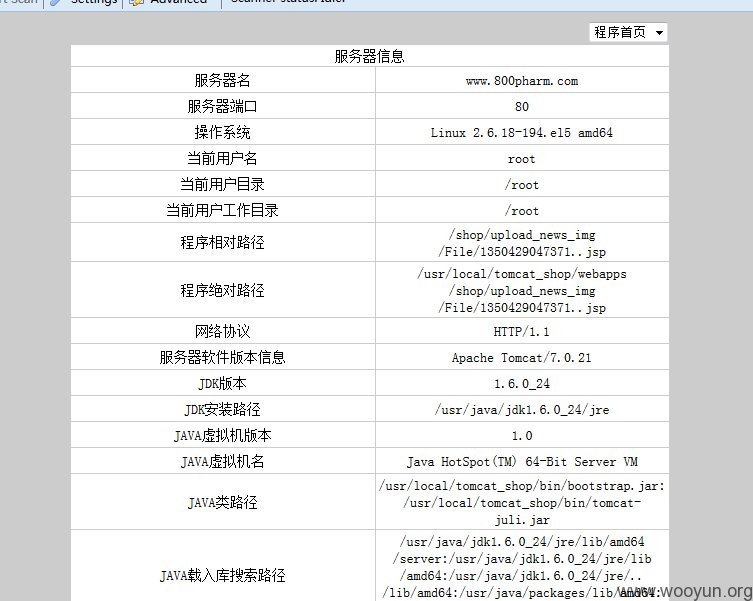 Settings
Advanced
程序首页
服务器信息
服务器名
www.800pharm.com
服务器端口
80
操作系统
Linux 2.6.18-194.el5 amd64
当前用户名
root
当前用户目录
/root
当前用户工作目录
/root
程序相对路径
/shop/upload_news_img
/File/1350429047371..jsp
程序绝对路径
/usr/local/tomcat_shop/webapps
/shop/upload_news_img
/File/1350429047371..jsp
网络协议
HTTP/1.1
服务器软件版本信息
Apache Tomcat/7.0.21
JDK版本
1.6.0_24
JDK安装路径
/usr/java/jdk1.6.0_24/jre
JAVA虚拟机版本
1.0
JAVA虚拟机名
Java HotSpot(TM) 64-Bit Server VM
JAVA类路径
/usr/local/tomcat_shop/bin/bootstrap.jar:
/usr/local/tomcat_shop/bin/tomcat-
juli.jar
JAVA载入库搜索路径
/usr/java/jdk1.6.0_24/jre/lib/amd64
/server:/usr/java/jdk1.6.0_24/jre/lib
/amd64:/usr/java/jdk1.6.0_24/jre/..
/lib/amd64:/usr/java/packages/lib/amd64:
www.wooyun.org